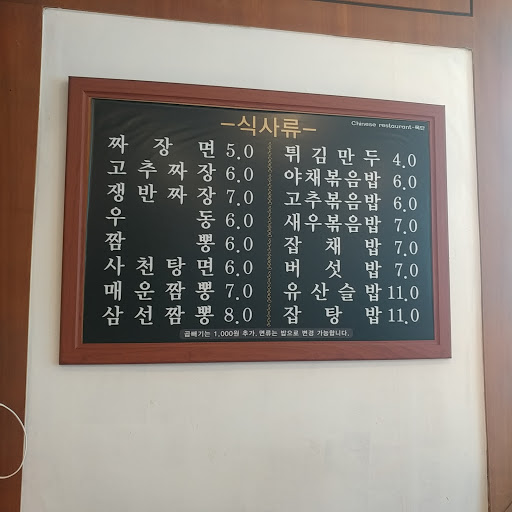 -식사류-
Chinese restaurant-목란
짜장면 5.0
고추짜장 6.0
쟁반짜장 7.0
우동 6.0
짬뽕 6.0
사천탕면 6.0
매운짬뽕 7.0
삼선짬뽕 8.0
튀김만두 4.0
야채볶음밥 6.0
고추볶음밥 6.0
새우볶음밥 7.0
잡채밥 7.0
버섯밥 7.0
유산슬밥 11.0
잡탕밥 11.0
곱빼기는 1,000원 추가, 면류는 밥으로 변경 가능합니다.